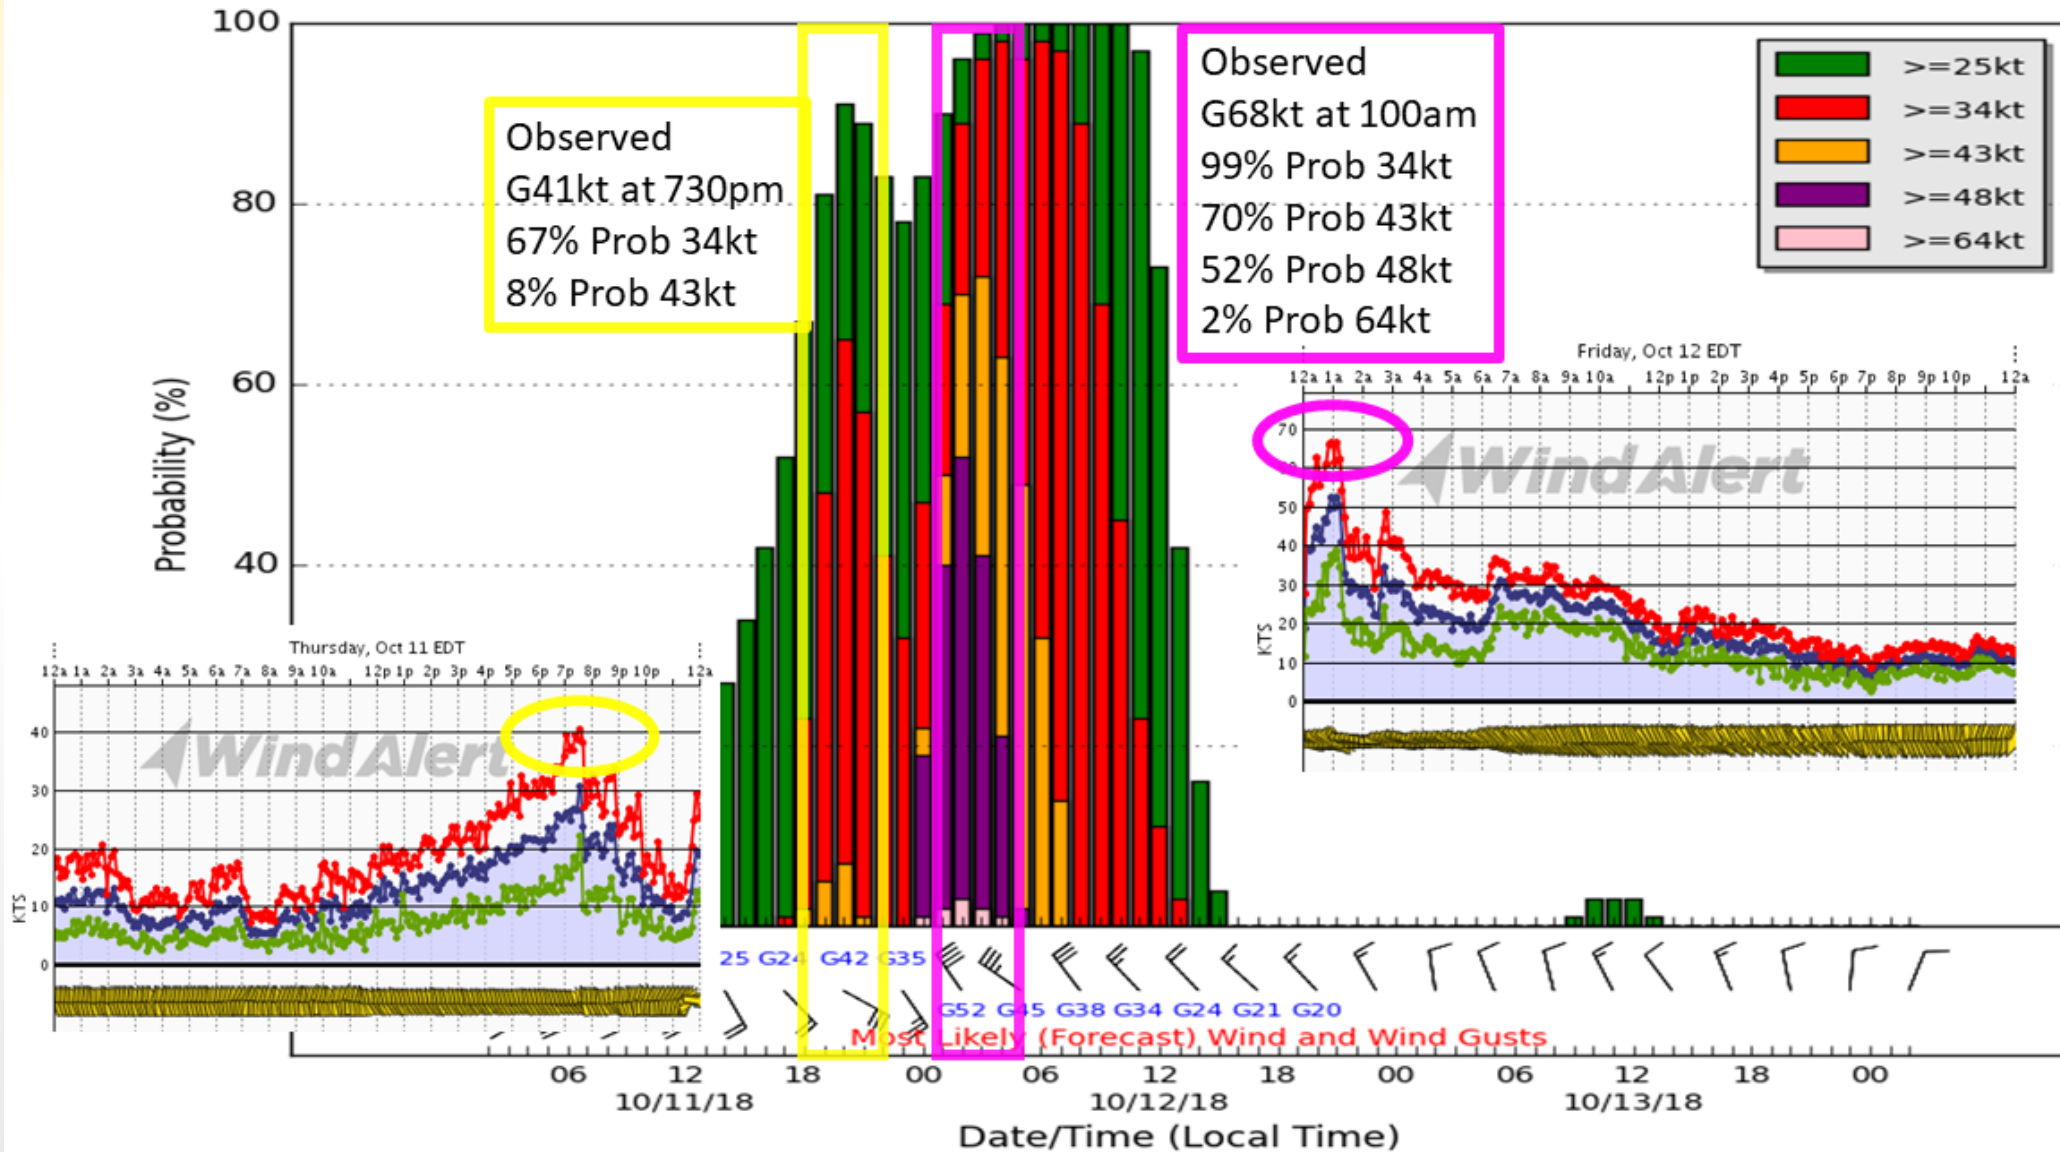 100
80
60
40
Probability (%)
Observed
G41kt at 730pm
67% Prob 34kt
8% Prob 43kt
Observed
G68kt at 100am
99% Prob 34kt
70% Prob 43kt
52% Prob 48kt
2% Prob 64kt
>=25kt
>=34kt
>=43kt
>=48kt
>=64kt
Friday, Oct 12 EDT
12a 1a 2a 3a 4a 5a 6a 7a 8a 9a 10a 12p 1p 2p 3p 4p 5p 6p 7p 8p 9p 10p 12a
70
50
40
30
20
10
0
KTS
WindAlert
Thursday, Oct 11 EDT
12a 1a 2a 3a 4a 5a 6a 7a 8a 9a 10a 12p 1p 2p 3p 4p 5p 6p 7p 8p 9p 10p 12a
40
30
20
10
0
KTS
WindAlert
25 G24 G42 G35
G52 G45 G38 G34 G24 G21 G20
Most Likely (Forecast) Wind and Wind Gusts
06 12 18 00 06 12 18 00 06 12 18 00
10/11/18 10/12/18 10/13/18
Date/Time (Local Time)